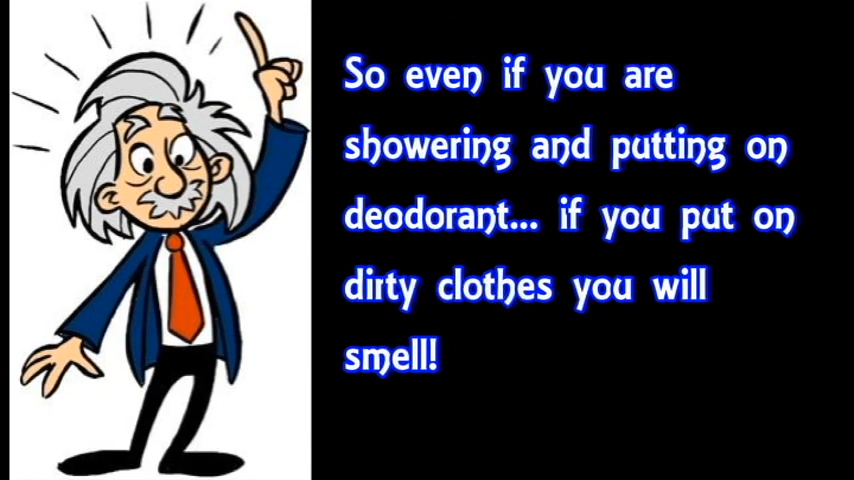 So even if you are
showering and putting on
deodorant... if you put on
dirty clothes you will
smell!